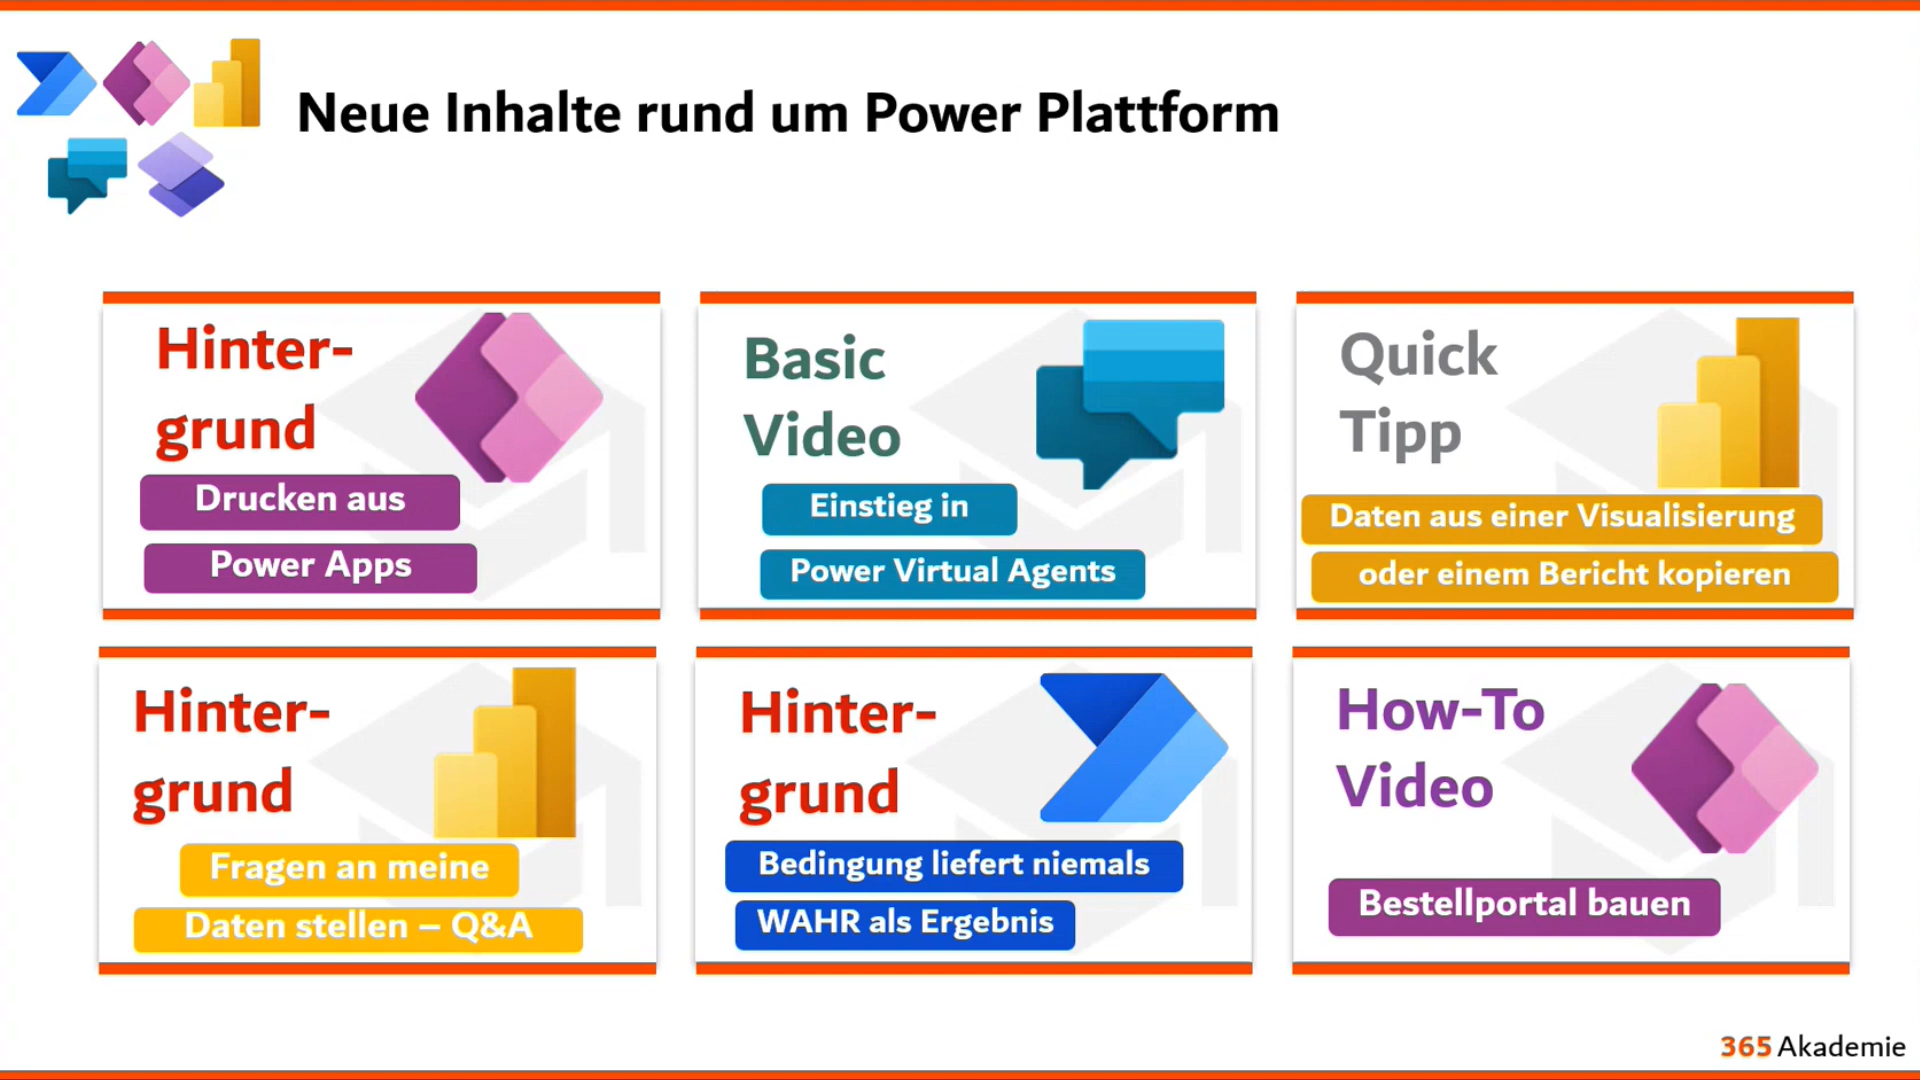 Neue Inhalte rund um Power Plattform
Hinter-
grund
Drucken aus
Power Apps
Basic
Video
Einstieg in
Power Virtual Agents
Quick
Tipp
Daten aus einer Visualisierung
oder einem Bericht kopieren
Hinter-
grund
Fragen an meine
Daten stellen – Q&A
Hinter-
grund
Bedingung liefert niemals
WAHR als Ergebnis
How-To
Video
Bestellportal bauen
365 Akademie